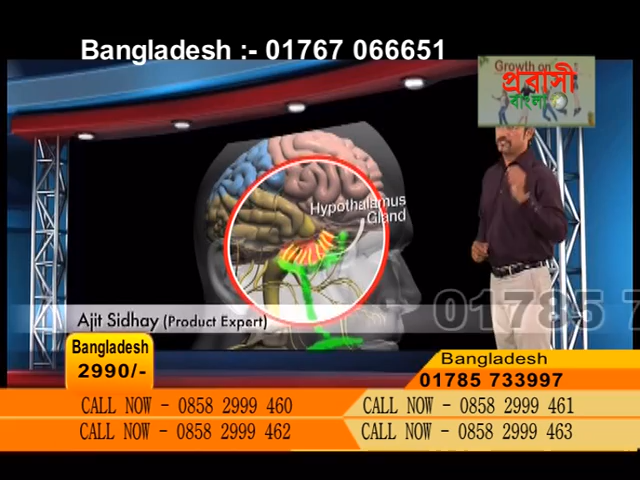 Bangladesh :- 01767 066651
Growth on
প্রবাসী
বাংলা
Hypothalamus
Gland
01785 7
Ajit Sidhay (Product Expert)
Bangladesh
2990/-
Bangladesh
01785 733997
CALL NOW - 0858 2999 460
CALL NOW - 0858 2999 461
CALL NOW - 0858 2999 462
CALL NOW - 0858 2999 463